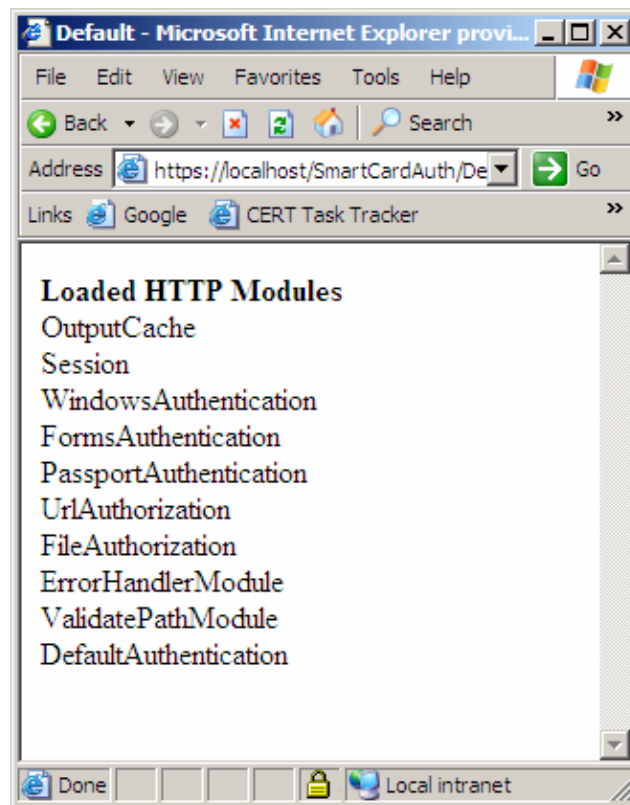 Default - Microsoft Internet Explorer provi...
File Edit View Favorites Tools Help
Back Search »
Address https://localhost/SmartCardAuth/De Go
Links Google CERT Task Tracker »
Loaded HTTP Modules
OutputCache
Session
WindowsAuthentication
FormsAuthentication
PassportAuthentication
UrlAuthorization
FileAuthorization
ErrorHandlerModule
ValidatePathModule
DefaultAuthentication
Done Local intranet